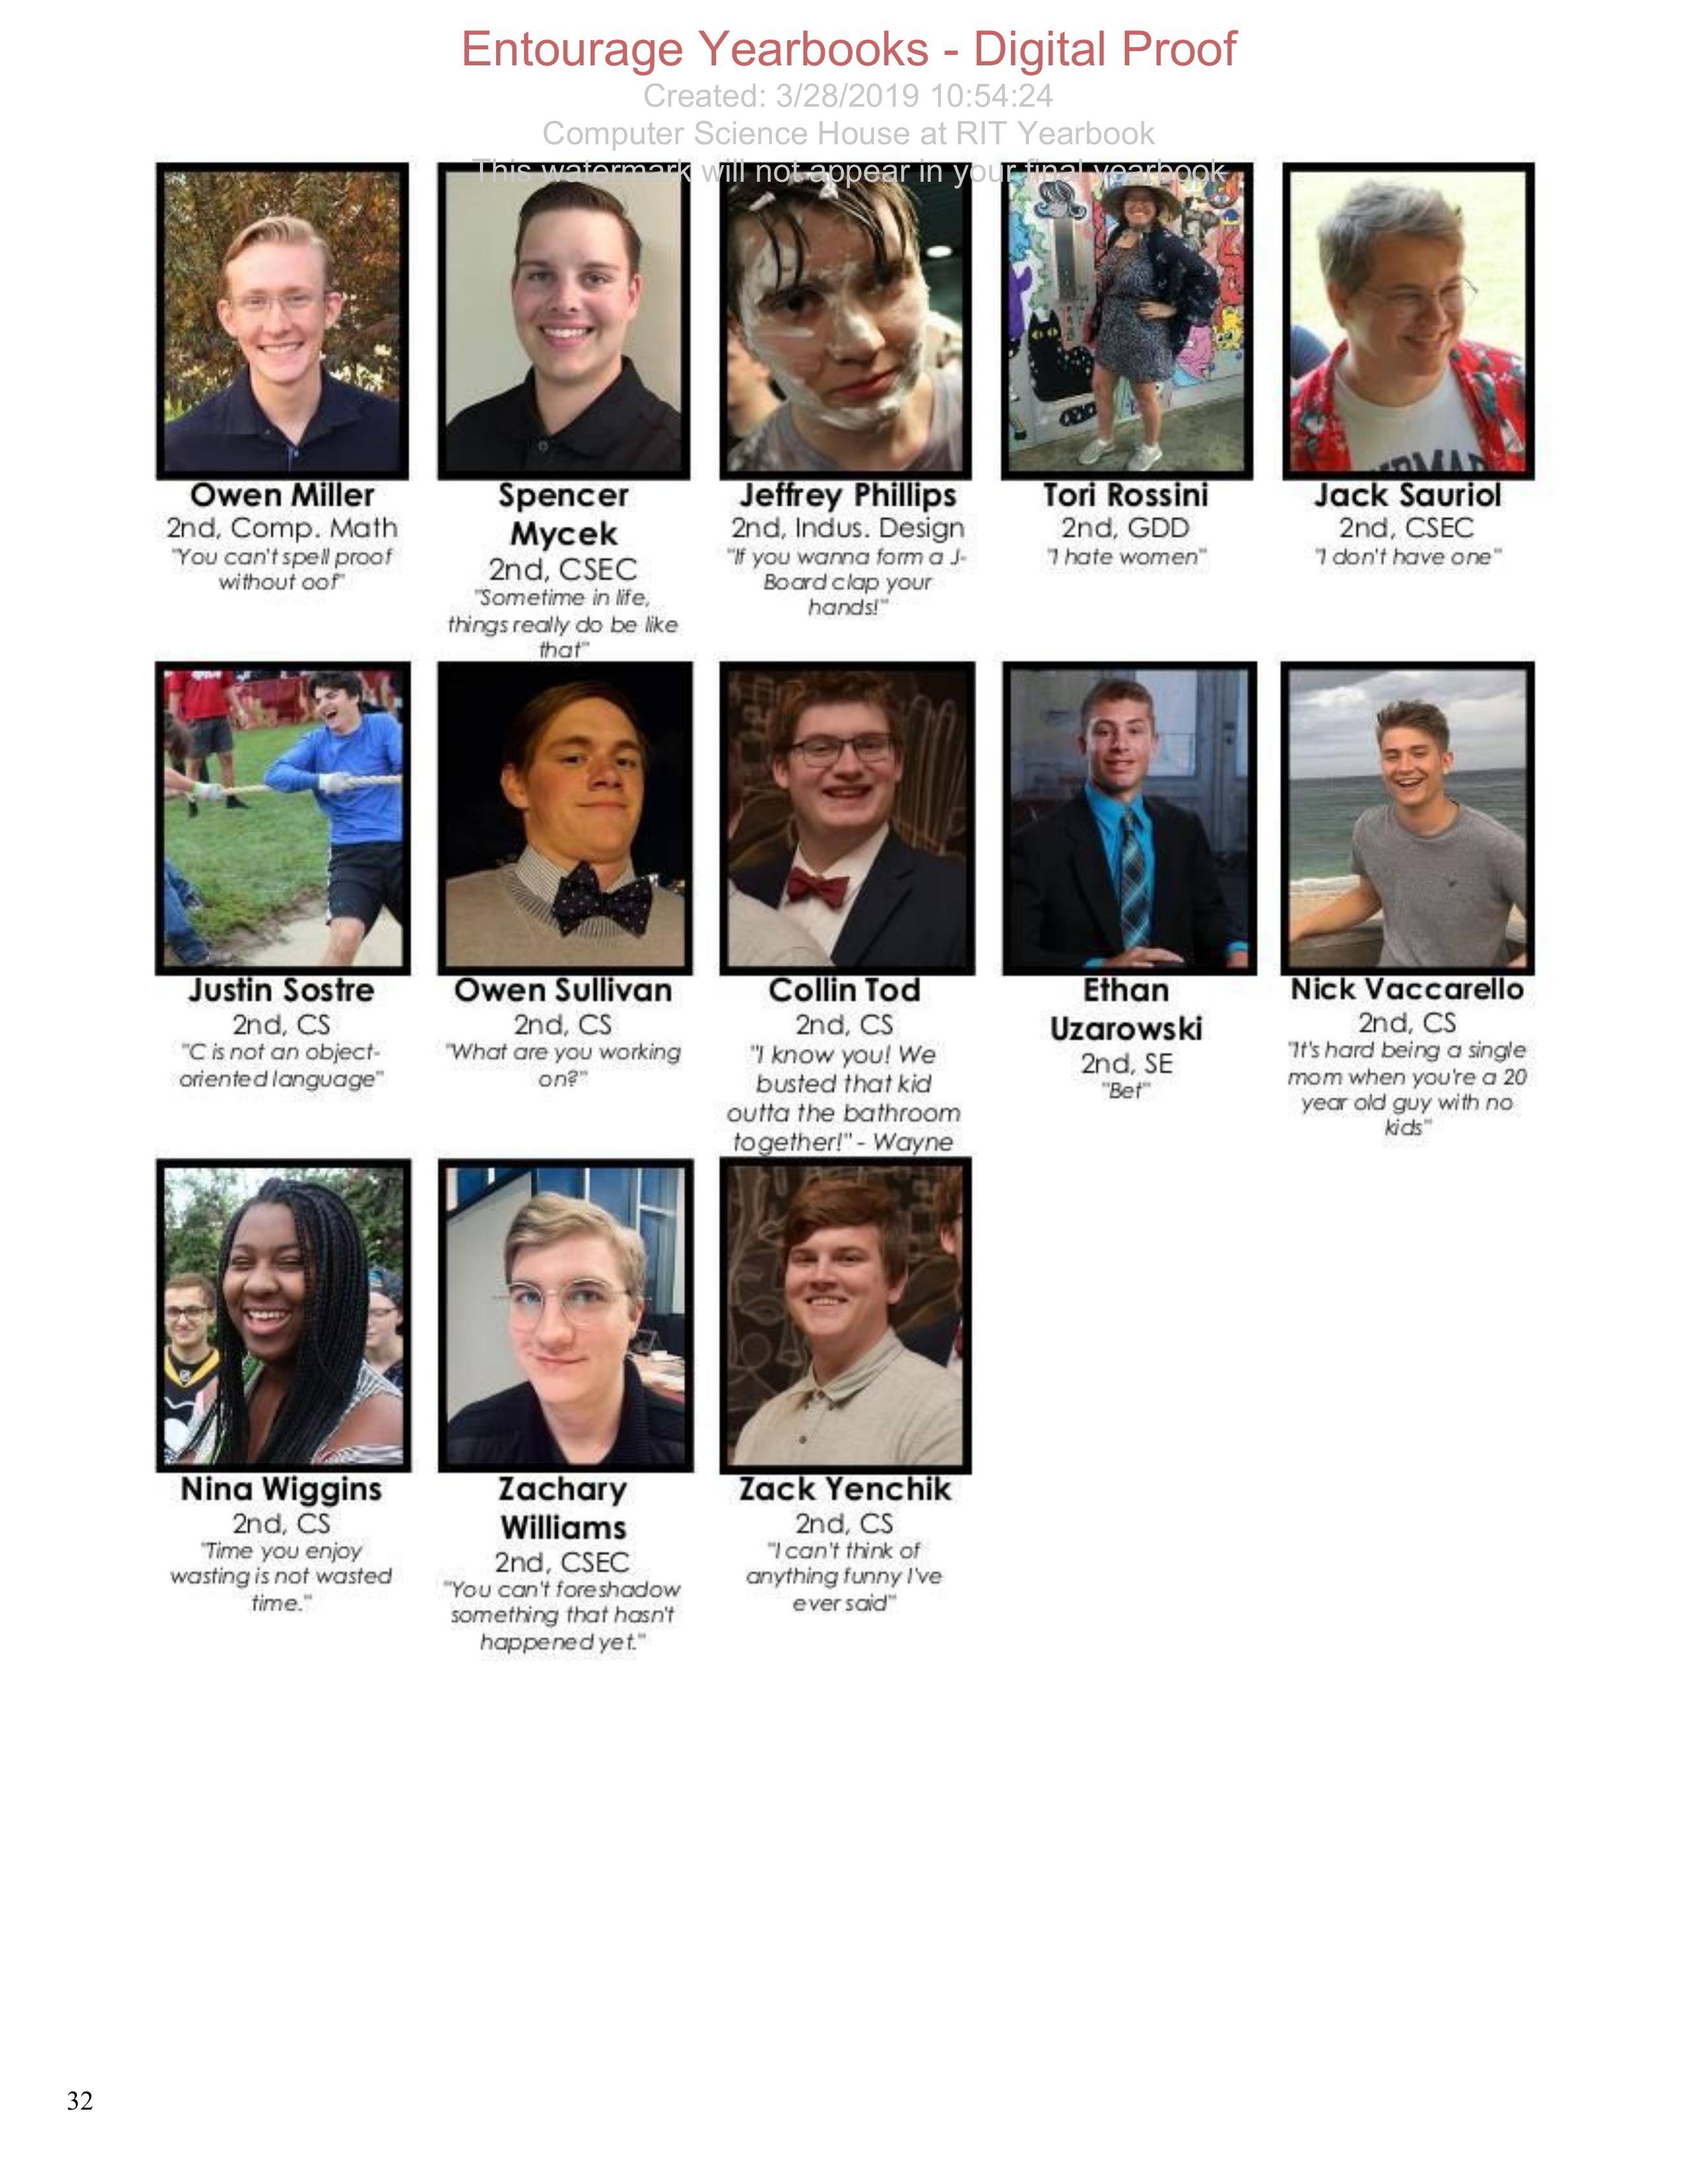 Entourage Yearbooks - Digital Proof
Created: 3/28/2019 10:54:24
Computer Science House at RIT Yearbook
This watermark will not appear in your final yearbook
Owen Miller
2nd, Comp. Math
"You can't spell proof
without oof"
Spencer
Mycek
2nd, CSEC
"Sometime in life,
things really do be like
that"
Jeffrey Phillips
2nd, Indus. Design
"If you wanna form a J-
Board clap your
hands!"
Tori Rossini
2nd, GDD
"I hate women"
Jack Sauriol
2nd, CSEC
"I don't have one"
Justin Sostre
2nd, CS
"C is not an object-
oriented language"
Owen Sullivan
2nd, CS
"What are you working
on?"
Collin Tod
2nd, CS
"I know you! We
busted that kid
outta the bathroom
together!" - Wayne
Ethan
Uzarowski
2nd, SE
"Bet"
Nick Vaccarello
2nd, CS
"It's hard being a single
mom when you're a 20
year old guy with no
kids"
Nina Wiggins
2nd, CS
"Time you enjoy
wasting is not wasted
time."
Zachary
Williams
2nd, CSEC
"You can't foreshadow
something that hasn't
happened yet."
Zack Yenchik
2nd, CS
"I can't think of
anything funny I've
ever said"
32